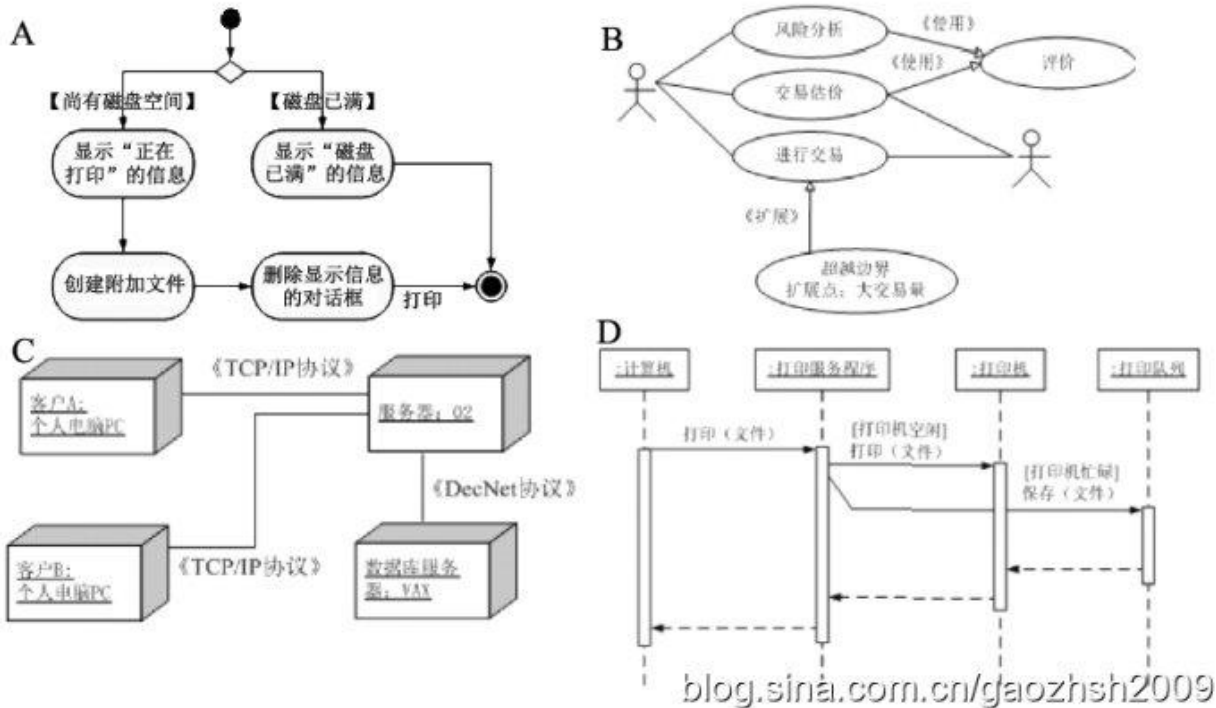 A
【尚有磁盘空间】
【磁盘已满】
显示“正在
打印”的信息
显示“磁盘
已满”的信息
创建附加文件
删除显示信息
的对话框
打印
B
风险分析
《使用》
评价
《使用》
交易估价
进行交易
《扩展》
超越边界
扩展点：大交易量
C
《TCP/IP协议》
客户A:
个人电脑PC
服务器：02
《DecNet协议》
客户B:
个人电脑PC
《TCP/IP协议》
数据库服务
器：VAX
D
:计算机
:打印服务程序
:打印机
:打印队列
打印（文件）
[打印机空闲]
打印（文件）
[打印机忙碌]
保存（文件）
blog.sina.com.cn/gaozhsh2009